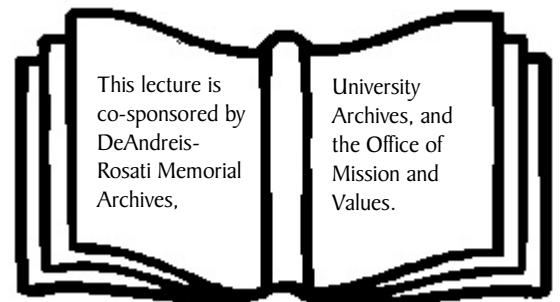 This lecture is
co-sponsored by
DeAndreis-
Rosati Memorial
Archives,
University
Archives, and
the Office of
Mission and
Values.